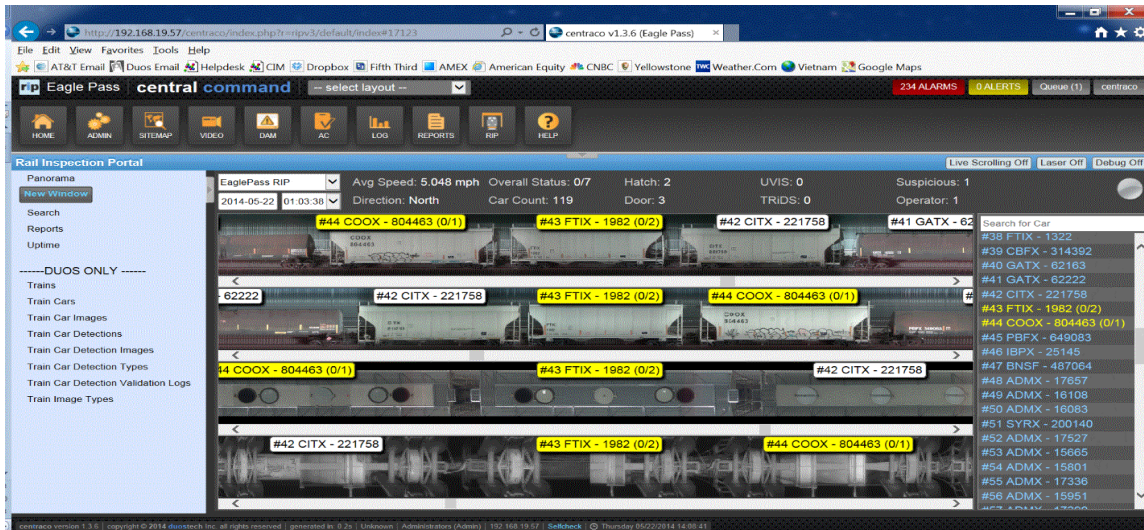 http://192.168.19.57/centraco/index.php?r=ripv3/default/index#17123
centraco v1.3.6 (Eagle Pass)
File Edit View Favorites Tools Help
AT&T Email Duos Email Helpdesk CIM Dropbox Fifth Third AMEX American Equity CNBC Yellowstone Weather.Com Vietnam Google Maps
rip Eagle Pass central command -- select layout -- 234 ALARMS 0 ALERTS Queue (1) centraco
HOME ADMIN SITEMAP VIDEO DAM AC LOG REPORTS RIP HELP
Rail Inspection Portal Live Scrolling Off Laser Off Debug Off
Panorama
New Window
Search
Reports
Uptime
------DUOS ONLY ------
Trains
Train Cars
Train Car Images
Train Car Detections
Train Car Detection Images
Train Car Detection Types
Train Car Detection Validation Logs
Train Image Types
EaglePass RIP Avg Speed: 5.048 mph Overall Status: 0/7 Hatch: 2 UVIS: 0 Suspicious: 1
2014-05-22 01:03:38 Direction: North Car Count: 119 Door: 3 TRiDS: 0 Operator: 1
#44 COOX - 804463 (0/1) #43 FTIX - 1982 (0/2) #42 CITX - 221758 #41 GATX - 62
COOX
804463
- 62222 #42 CITX - 221758 #43 FTIX - 1982 (0/2) #44 COOX - 804463 (0/1) #
COOX
804463
44 COOX - 804463 (0/1) #43 FTIX - 1982 (0/2) #42 CITX - 221758
#42 CITX - 221758 #43 FTIX - 1982 (0/2) #44 COOX - 804463 (0/1)
Search for Car
#38 FTIX - 1322
#39 CBFX - 314392
#40 GATX - 62163
#41 GATX - 62222
#42 CITX - 221758
#43 FTIX - 1982 (0/2)
#44 COOX - 804463 (0/1)
#45 PBFX - 649083
#46 IBPX - 25145
#47 BNSF - 487064
#48 ADMX - 17657
#49 ADMX - 16108
#50 ADMX - 16083
#51 SYRX - 200140
#52 ADMX - 17527
#53 ADMX - 15665
#54 ADMX - 15801
#55 ADMX - 17336
#56 ADMX - 15951
centraco version 1.3.6 | copyright © 2014 duostech inc. all rights reserved | generated in: 0.2s | Unknown | Administrators (Admin) | 192.168.19.57 | Selfcheck | Thursday 05/22/2014 14:98:41